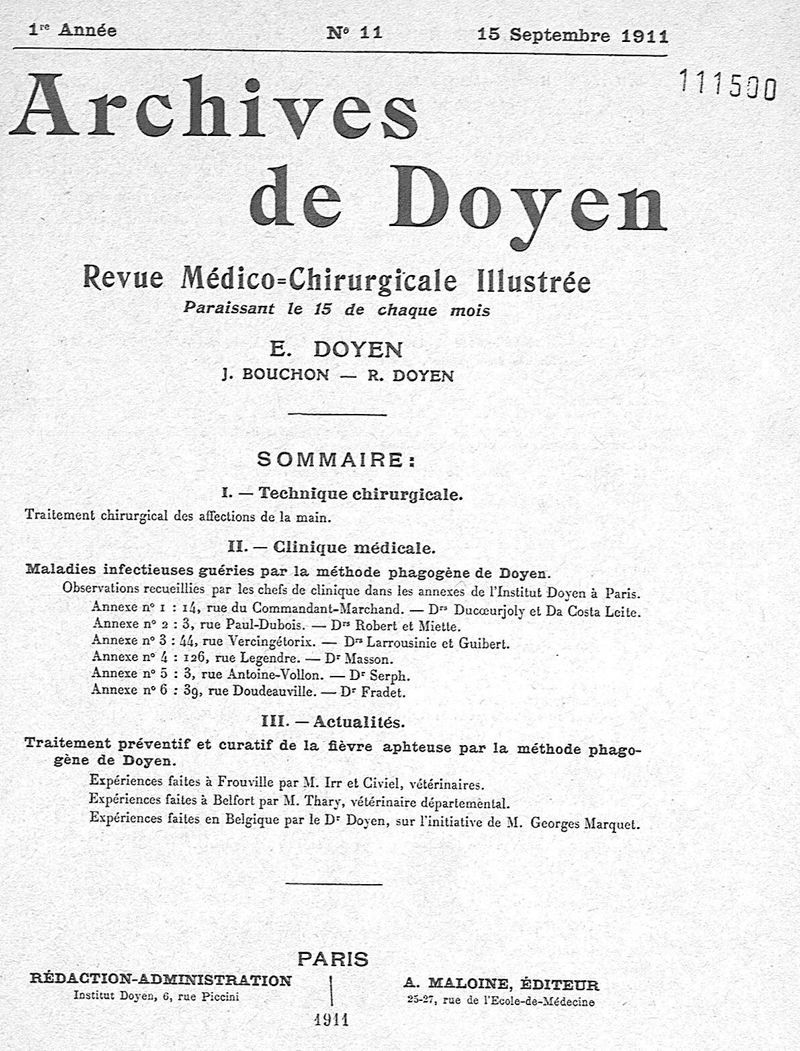 1re Année No 11 15 Septembre 1911
111500
Archives
de Doyen
Revue Médico=Chirurgicale Illustrée
Paraissant le 15 de chaque mois
E. DOYEN
J. BOUCHON — R. DOYEN
SOMMAIRE:
I. — Technique chirurgicale.
Traitement chirurgical des affections de la main.
II. — Clinique médicale.
Maladies infectieuses guéries par la méthode phagogène de Doyen.
Observations recueillies par les chefs de clinique dans les annexes de l'Institut Doyen à Paris.
Annexe no 1 : 14, rue du Commandant-Marchand. — Drs Ducœurjoly et Da Costa Leite.
Annexe no 2 : 3, rue Paul-Dubois. — Drs Robert et Miette.
Annexe no 3 : 44, rue Vercingétorix. — Drs Larrousinie et Guibert.
Annexe no 4 : 126, rue Legendre. — Dr Masson.
Annexe no 5 : 3, rue Antoine-Vollon. — Dr Serph.
Annexe no 6 : 39, rue Doudeauville. — Dr Fradet.
III. — Actualités.
Traitement préventif et curatif de la fièvre aphteuse par la méthode phago-
gène de Doyen.
Expériences faites à Frouville par M. Irr et Civiel, vétérinaires.
Expériences faites à Belfort par M. Thary, vétérinaire départemental.
Expériences faites en Belgique par le Dr Doyen, sur l'initiative de M. Georges Marquet.
PARIS
RÉDACTION-ADMINISTRATION
Institut Doyen, 6, rue Piccini
A. MALOINE, ÉDITEUR
25-27, rue de l'Ecole-de-Médecine
1911